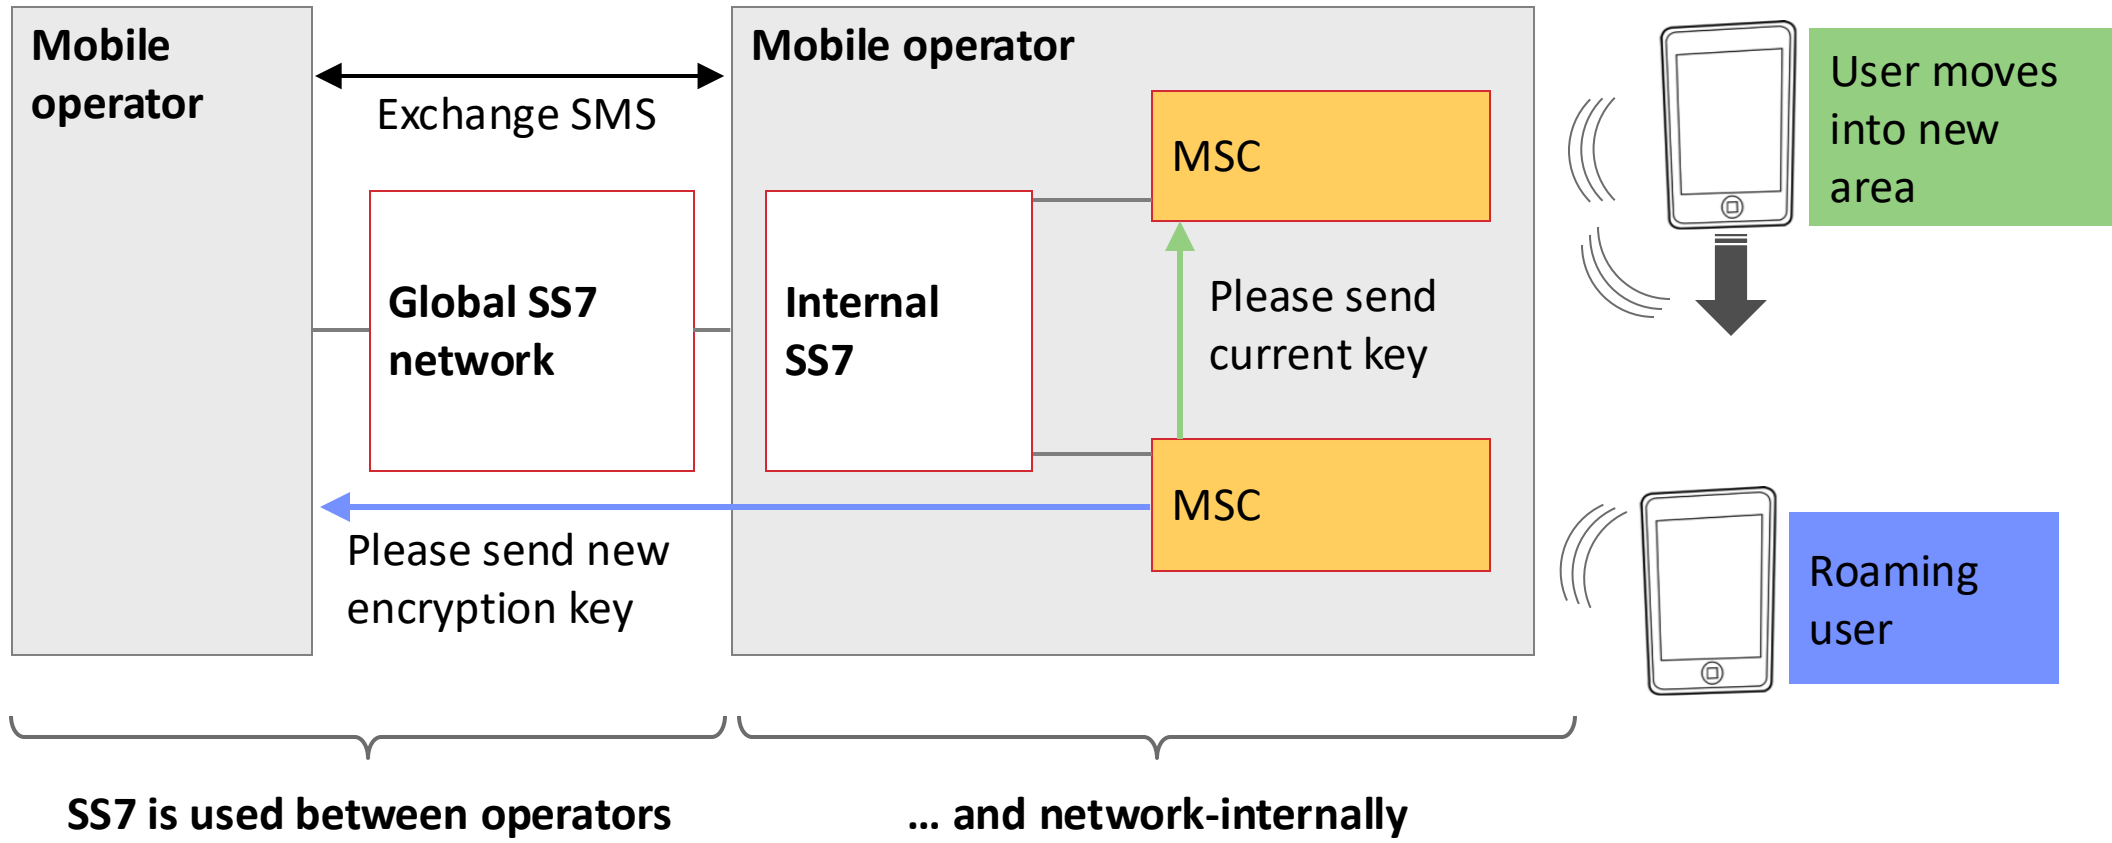 Mobile
operator
Exchange SMS
Mobile operator
MSC
User moves
into new
area
Global SS7
network
Internal
SS7
Please send
current key
MSC
Please send new
encryption key
Roaming
user
SS7 is used between operators
... and network-internally